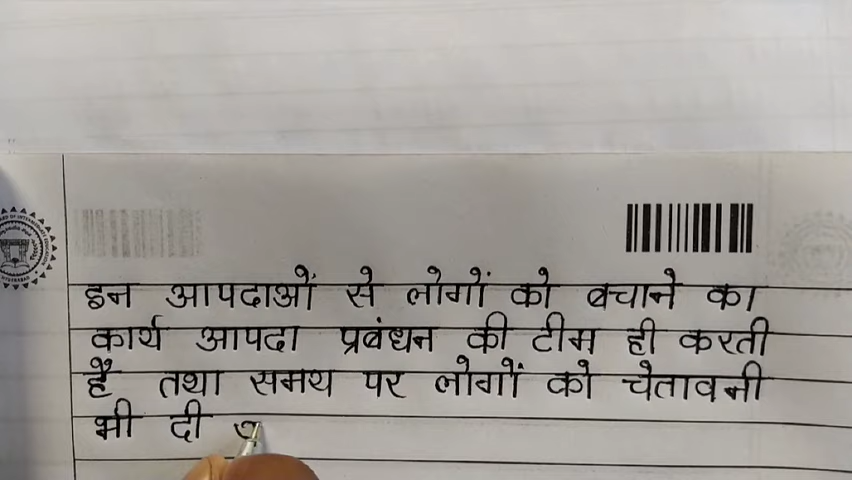 इन आपदाओं से लोगों को बचाने का
कार्य आपदा प्रबंधन की टीम ही करती
है तथा समय पर लोगों को चेतावनी
भी दी